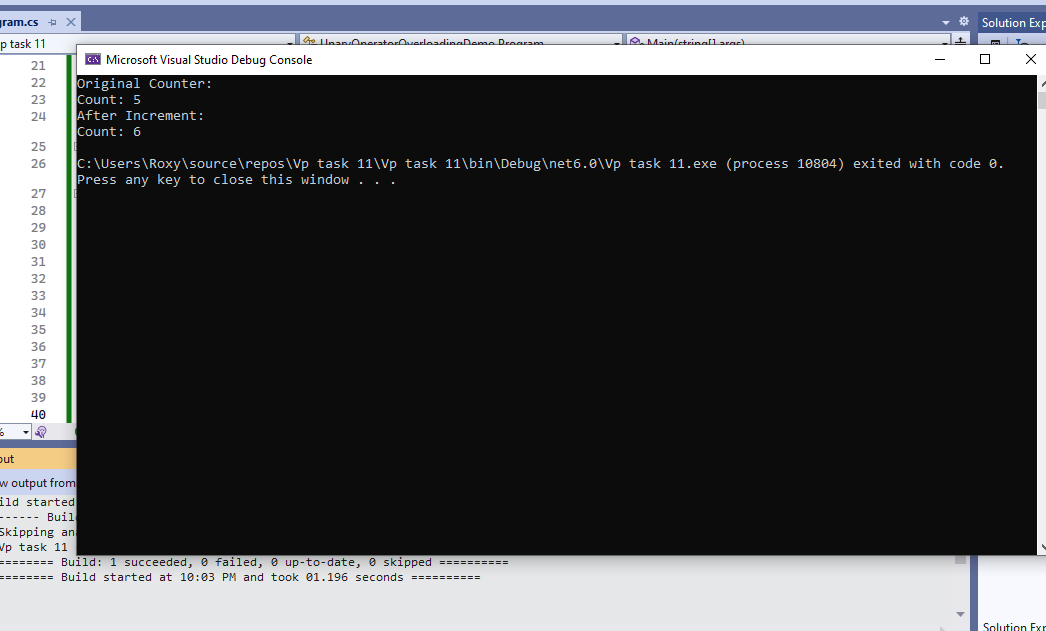 gram.cs
Solution Exp
p task 11
UnaryOperatorOverloadingDemo.Program
Main(string[] args)
Microsoft Visual Studio Debug Console
21
22
23
24
25
26
27
28
29
30
31
32
33
34
35
36
37
38
39
40
Original Counter:
Count: 5
After Increment:
Count: 6
C:\Users\Roxy\source\repos\Vp task 11\Vp task 11\bin\Debug\net6.0\Vp task 11.exe (process 10804) exited with code 0.
Press any key to close this window . . .
%
out
w output from
ild started
------ Buil
Skipping ana
Vp task 11
======== Build: 1 succeeded, 0 failed, 0 up-to-date, 0 skipped ==========
======== Build started at 10:03 PM and took 01.196 seconds ==========
Solution Exp